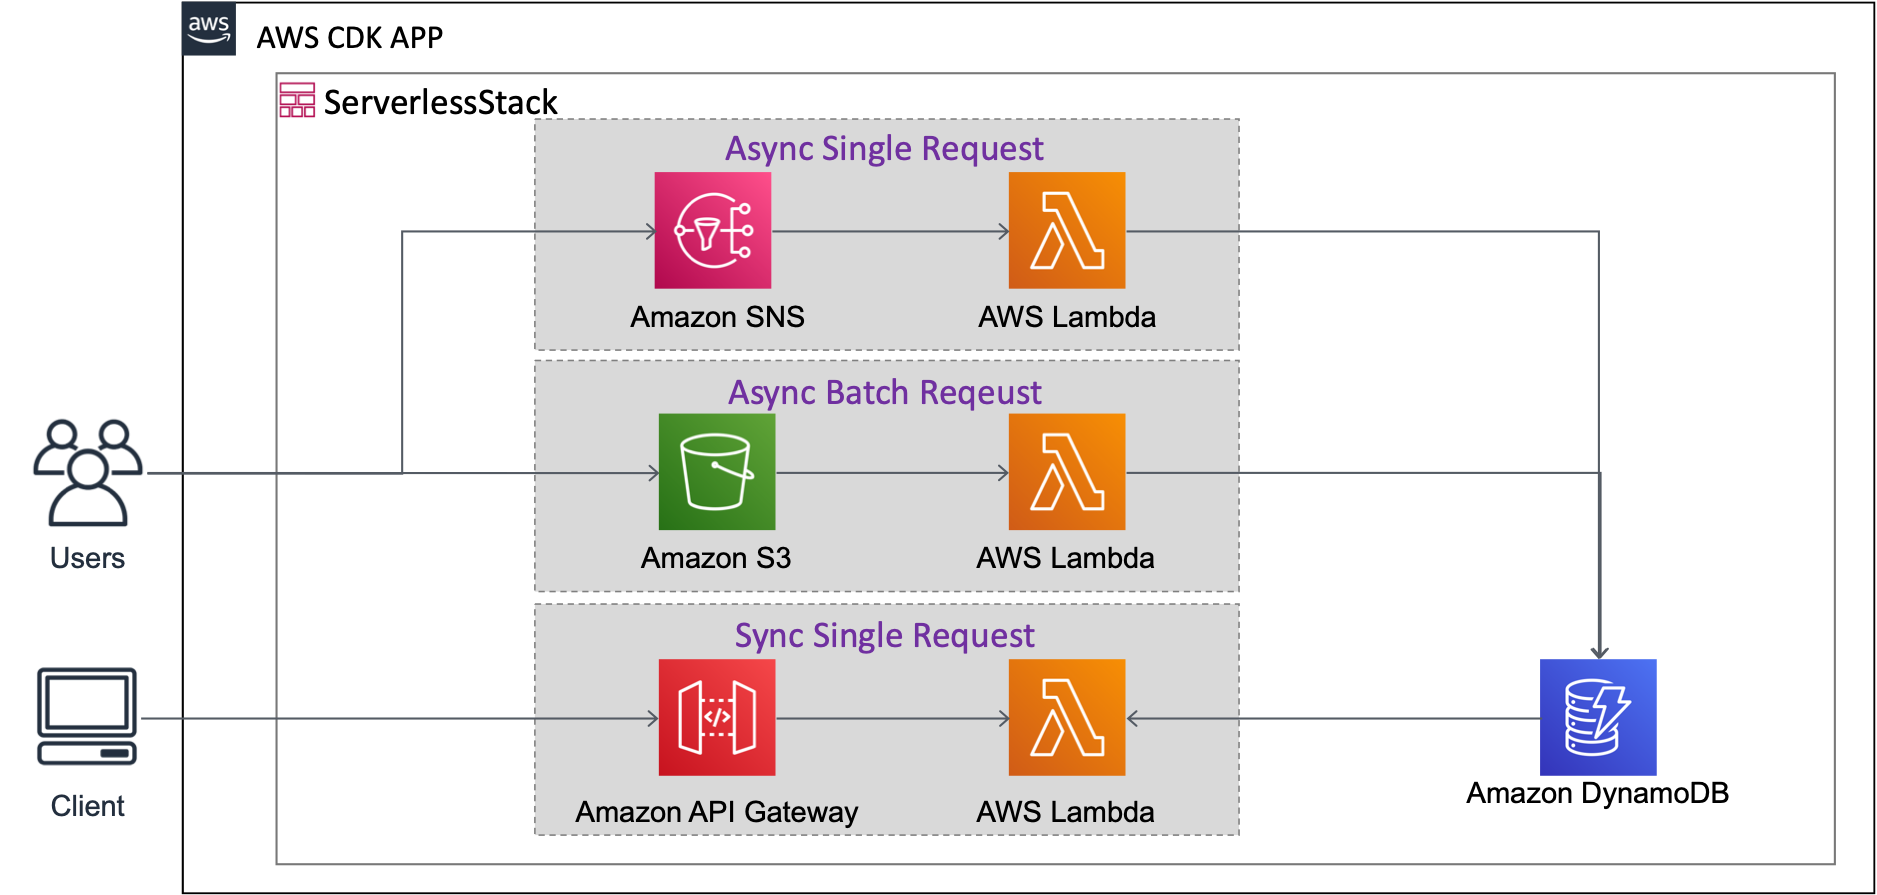 aws
AWS CDK APP
ServerlessStack
Async Single Request
Amazon SNS
AWS Lambda
Async Batch Reqeust
Amazon S3
AWS Lambda
Users
Sync Single Request
</>
Amazon API Gateway
AWS Lambda
Amazon DynamoDB
Client